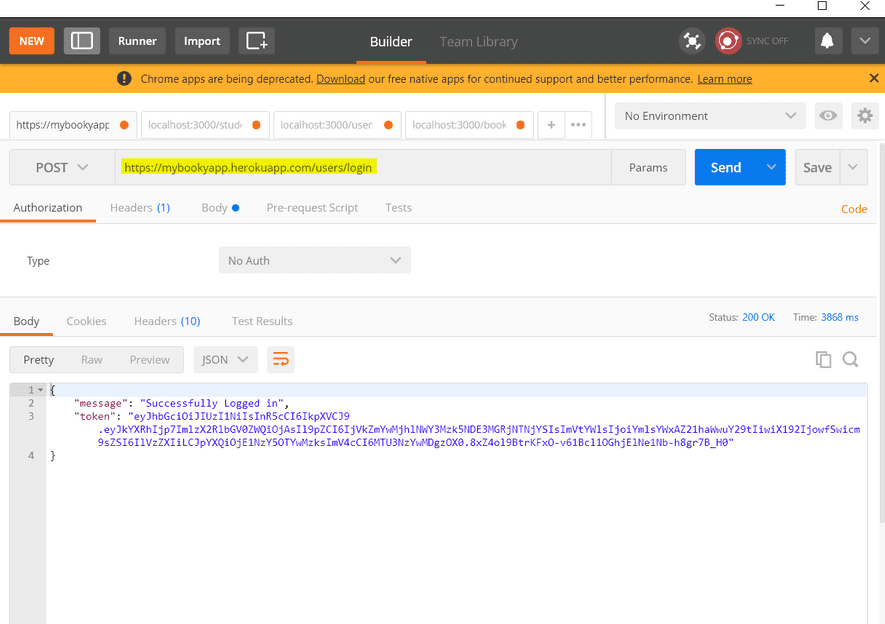 NEW Runner Import Builder Team Library SYNC OFF
Chrome apps are being deprecated. Download our free native apps for continued support and better performance. Learn more
https://mybookyapp localhost:3000/stude localhost:3000/user localhost:3000/book + ••• No Environment
POST https://mybookyapp.herokuapp.com/users/login Params Send Save
Authorization Headers (1) Body Pre-request Script Tests Code
Type No Auth
Body Cookies Headers (10) Test Results Status: 200 OK Time: 3868 ms
Pretty Raw Preview JSON
1 {
2 "message": "Successfully Logged in",
3 "token": "eyJhbGciOiJIUzI1NiIsInR5cCI6IkpXVCJ9
.eyJkYXRhIjp7ImlzX2RlbGV0ZWQiOjAsIl9pZCI6IjVkZmYwMjhlNWY3Mzk5NDE3MGRjNTNjYSIsImVtYWlsIjoiYmlsYWxAZ21haWwuY29tIiwiX192IjowfSwicm
9sZSI6IlVzZXIiLCJpYXQiOjE1NzY5OTYwMzksImV4cCI6MTU3NzYwMDgzOX0.8xZ4ol9BtrKFxO-v61Bcl1OGhjElNe1Nb-h8gr7B_H0"
4 }